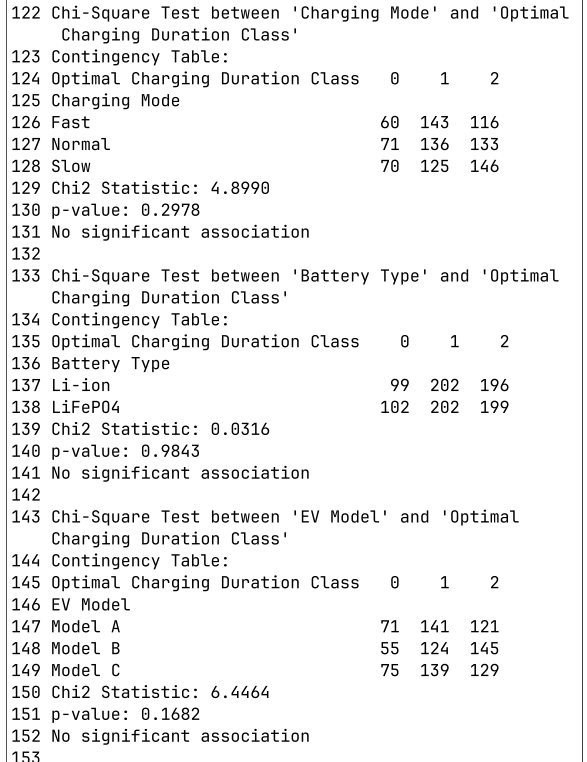 122 Chi-Square Test between 'Charging Mode' and 'Optimal
Charging Duration Class'
123 Contingency Table:
124 Optimal Charging Duration Class   0    1    2
125 Charging Mode
126 Fast                             60  143  116
127 Normal                           71  136  133
128 Slow                             70  125  146
129 Chi2 Statistic: 4.8990
130 p-value: 0.2978
131 No significant association
132
133 Chi-Square Test between 'Battery Type' and 'Optimal
Charging Duration Class'
134 Contingency Table:
135 Optimal Charging Duration Class    0    1    2
136 Battery Type
137 Li-ion                            99  202  196
138 LiFePO4                          102  202  199
139 Chi2 Statistic: 0.0316
140 p-value: 0.9843
141 No significant association
142
143 Chi-Square Test between 'EV Model' and 'Optimal
Charging Duration Class'
144 Contingency Table:
145 Optimal Charging Duration Class   0    1    2
146 EV Model
147 Model A                          71  141  121
148 Model B                          55  124  145
149 Model C                          75  139  129
150 Chi2 Statistic: 6.4464
151 p-value: 0.1682
152 No significant association
153